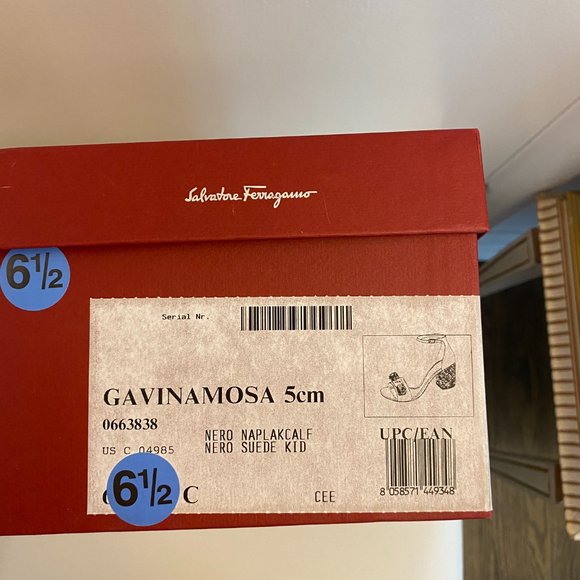 Salvatore Ferragamo
6½
Serial Nr.
GAVINAMOSA 5cm
0663838
NERO NAPLAKCALF
US C 04985 NERO SUEDE KID
UPC/EAN
6½ C
CEE
8 058571 449348